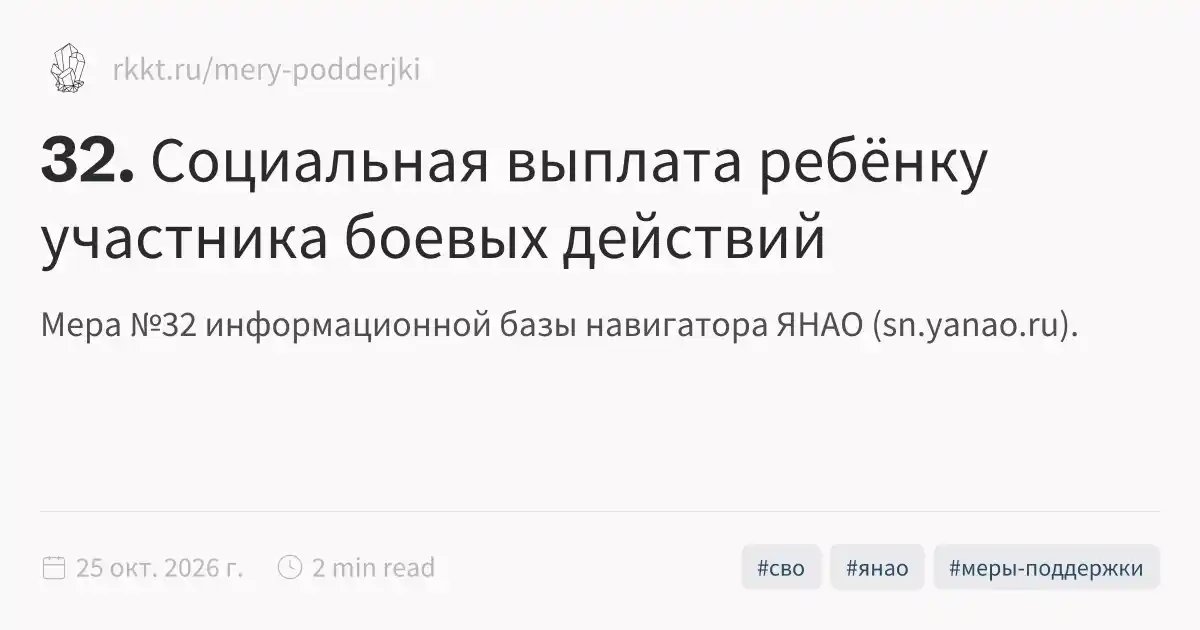 rkkt.ru/mery-podderjki
32. Социальная выплата ребёнку
участника боевых действий
Мера №32 информационной базы навигатора ЯНАО (sn.yanao.ru).
25 окт. 2026 г.
2 min read
#сво
#янао
#меры-поддержки